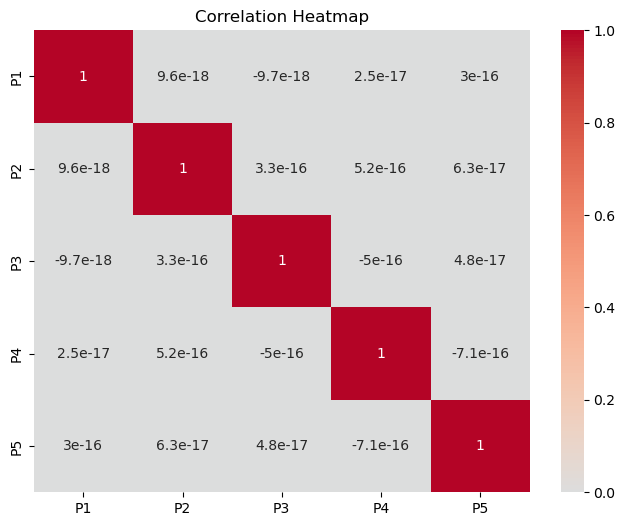 Correlation Heatmap
P1 1 9.6e-18 -9.7e-18 2.5e-17 3e-16
P2 9.6e-18 1 3.3e-16 5.2e-16 6.3e-17
P3 -9.7e-18 3.3e-16 1 -5e-16 4.8e-17
P4 2.5e-17 5.2e-16 -5e-16 1 -7.1e-16
P5 3e-16 6.3e-17 4.8e-17 -7.1e-16 1
P1 P2 P3 P4 P5
1.0
0.8
0.6
0.4
0.2
0.0